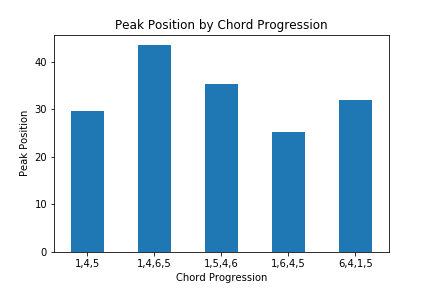 Peak Position by Chord Progression
Peak Position
40
30
20
10
0
1,4,5 1,4,6,5 1,5,4,6 1,6,4,5 6,4,1,5
Chord Progression